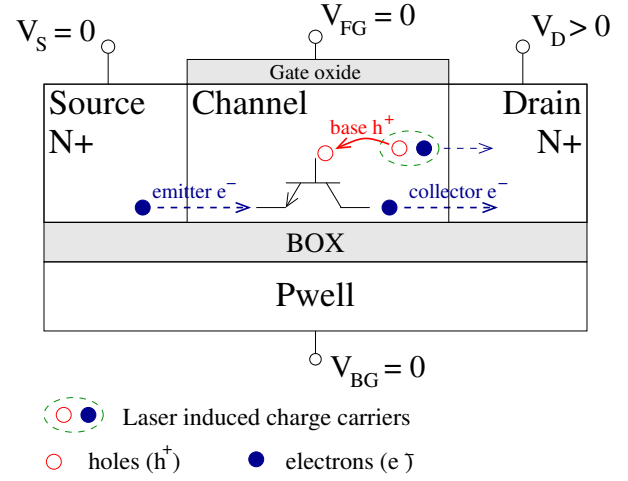 V_S = 0
V_FG = 0
V_D > 0
Gate oxide
Source
Channel
Drain
N+
N+
base h⁺
emitter e⁻
collector e⁻
BOX
Pwell
V_BG = 0
Laser induced charge carriers
holes (h⁺)
electrons (e⁻)